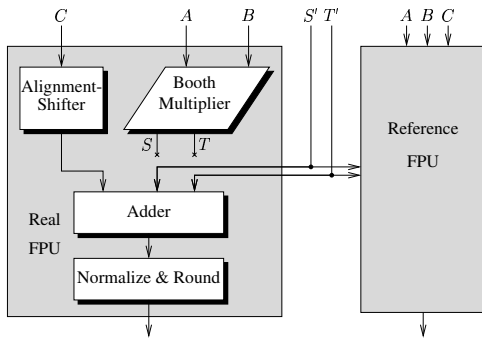 C A B S′ T′ A B C
Alignment-
Shifter
Booth
Multiplier
S T
Reference
FPU
Adder
Real
FPU
Normalize & Round